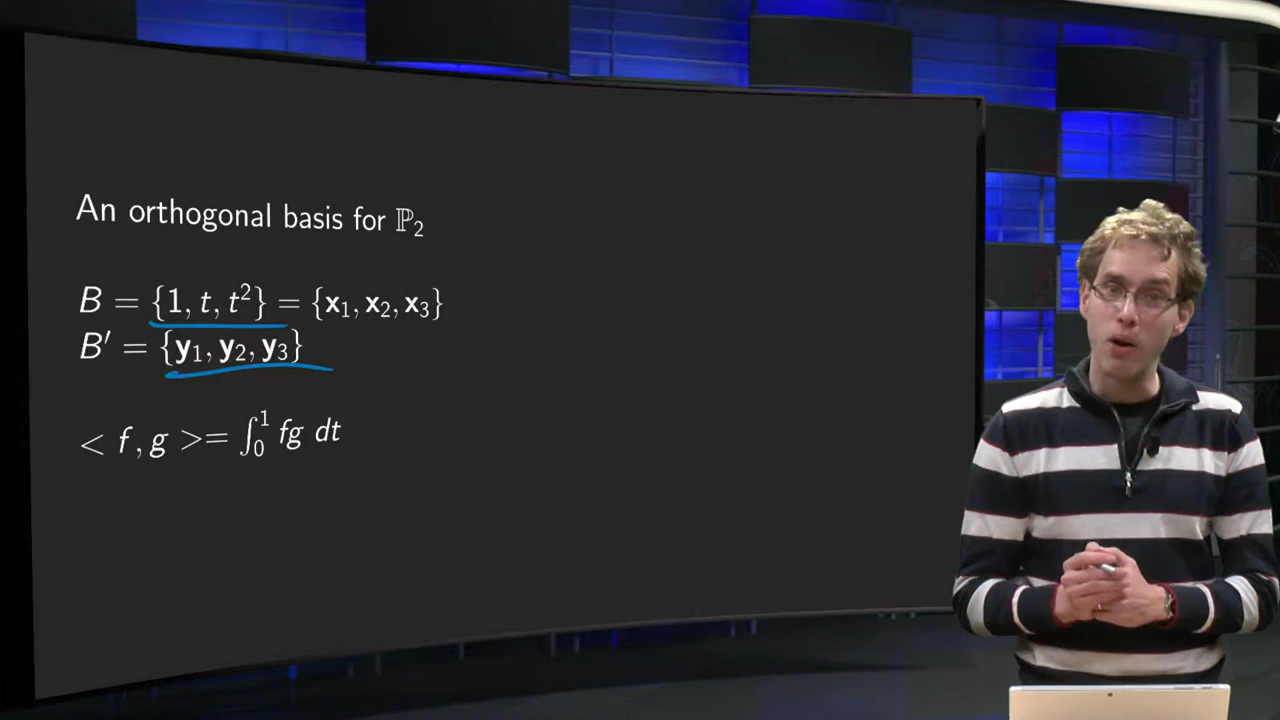 An orthogonal basis for ℙ₂
B = {1, t, t²} = {x₁, x₂, x₃}
B′ = {y₁, y₂, y₃}
< f, g >= ∫₀¹ fg dt